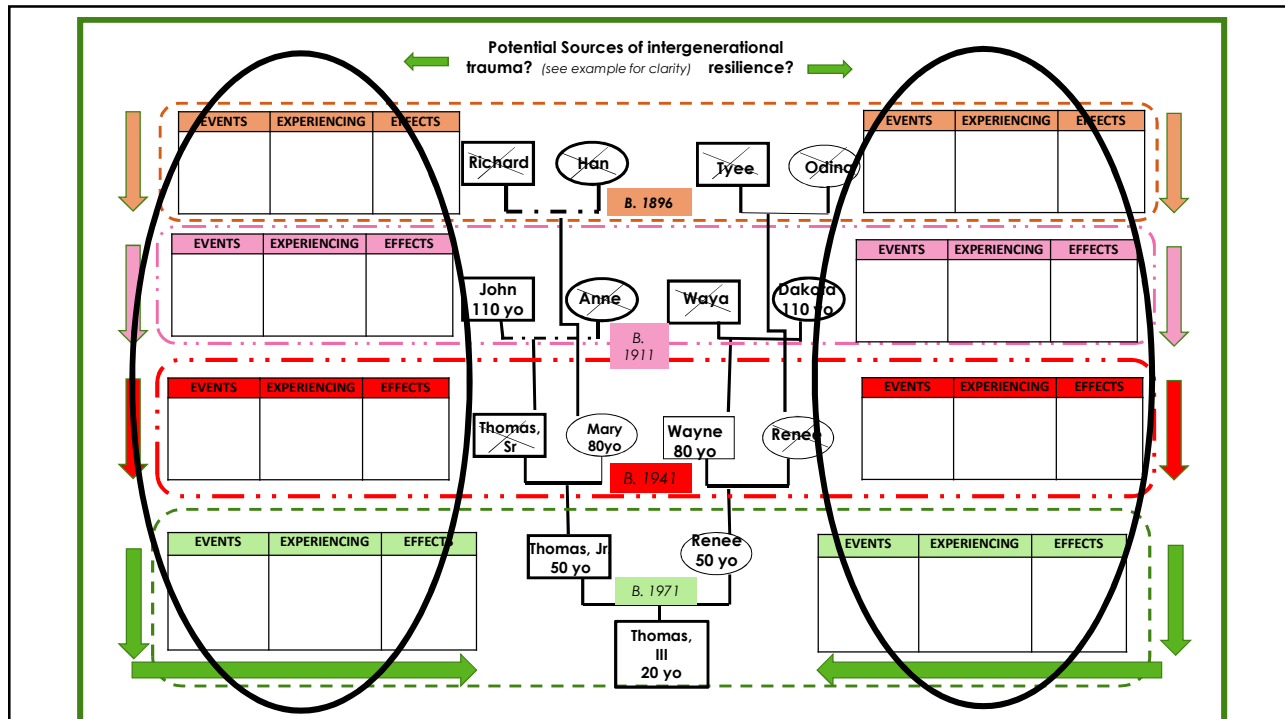 Potential Sources of intergenerational
trauma? (see example for clarity) resilience?
EVENTS EXPERIENCING EFFECTS
EVENTS EXPERIENCING EFFECTS
Richard Han Tyee Odina
B. 1896
EVENTS EXPERIENCING EFFECTS
EVENTS EXPERIENCING EFFECTS
John
110 yo
Anne
Waya
Dakota
110 yo
B.
1911
EVENTS EXPERIENCING EFFECTS
EVENTS EXPERIENCING EFFECTS
Thomas,
Sr
Mary
80yo
Wayne
80 yo
Renee
B. 1941
EVENTS EXPERIENCING EFFECTS
EVENTS EXPERIENCING EFFECTS
Thomas, Jr
50 yo
Renee
50 yo
B. 1971
Thomas,
III
20 yo